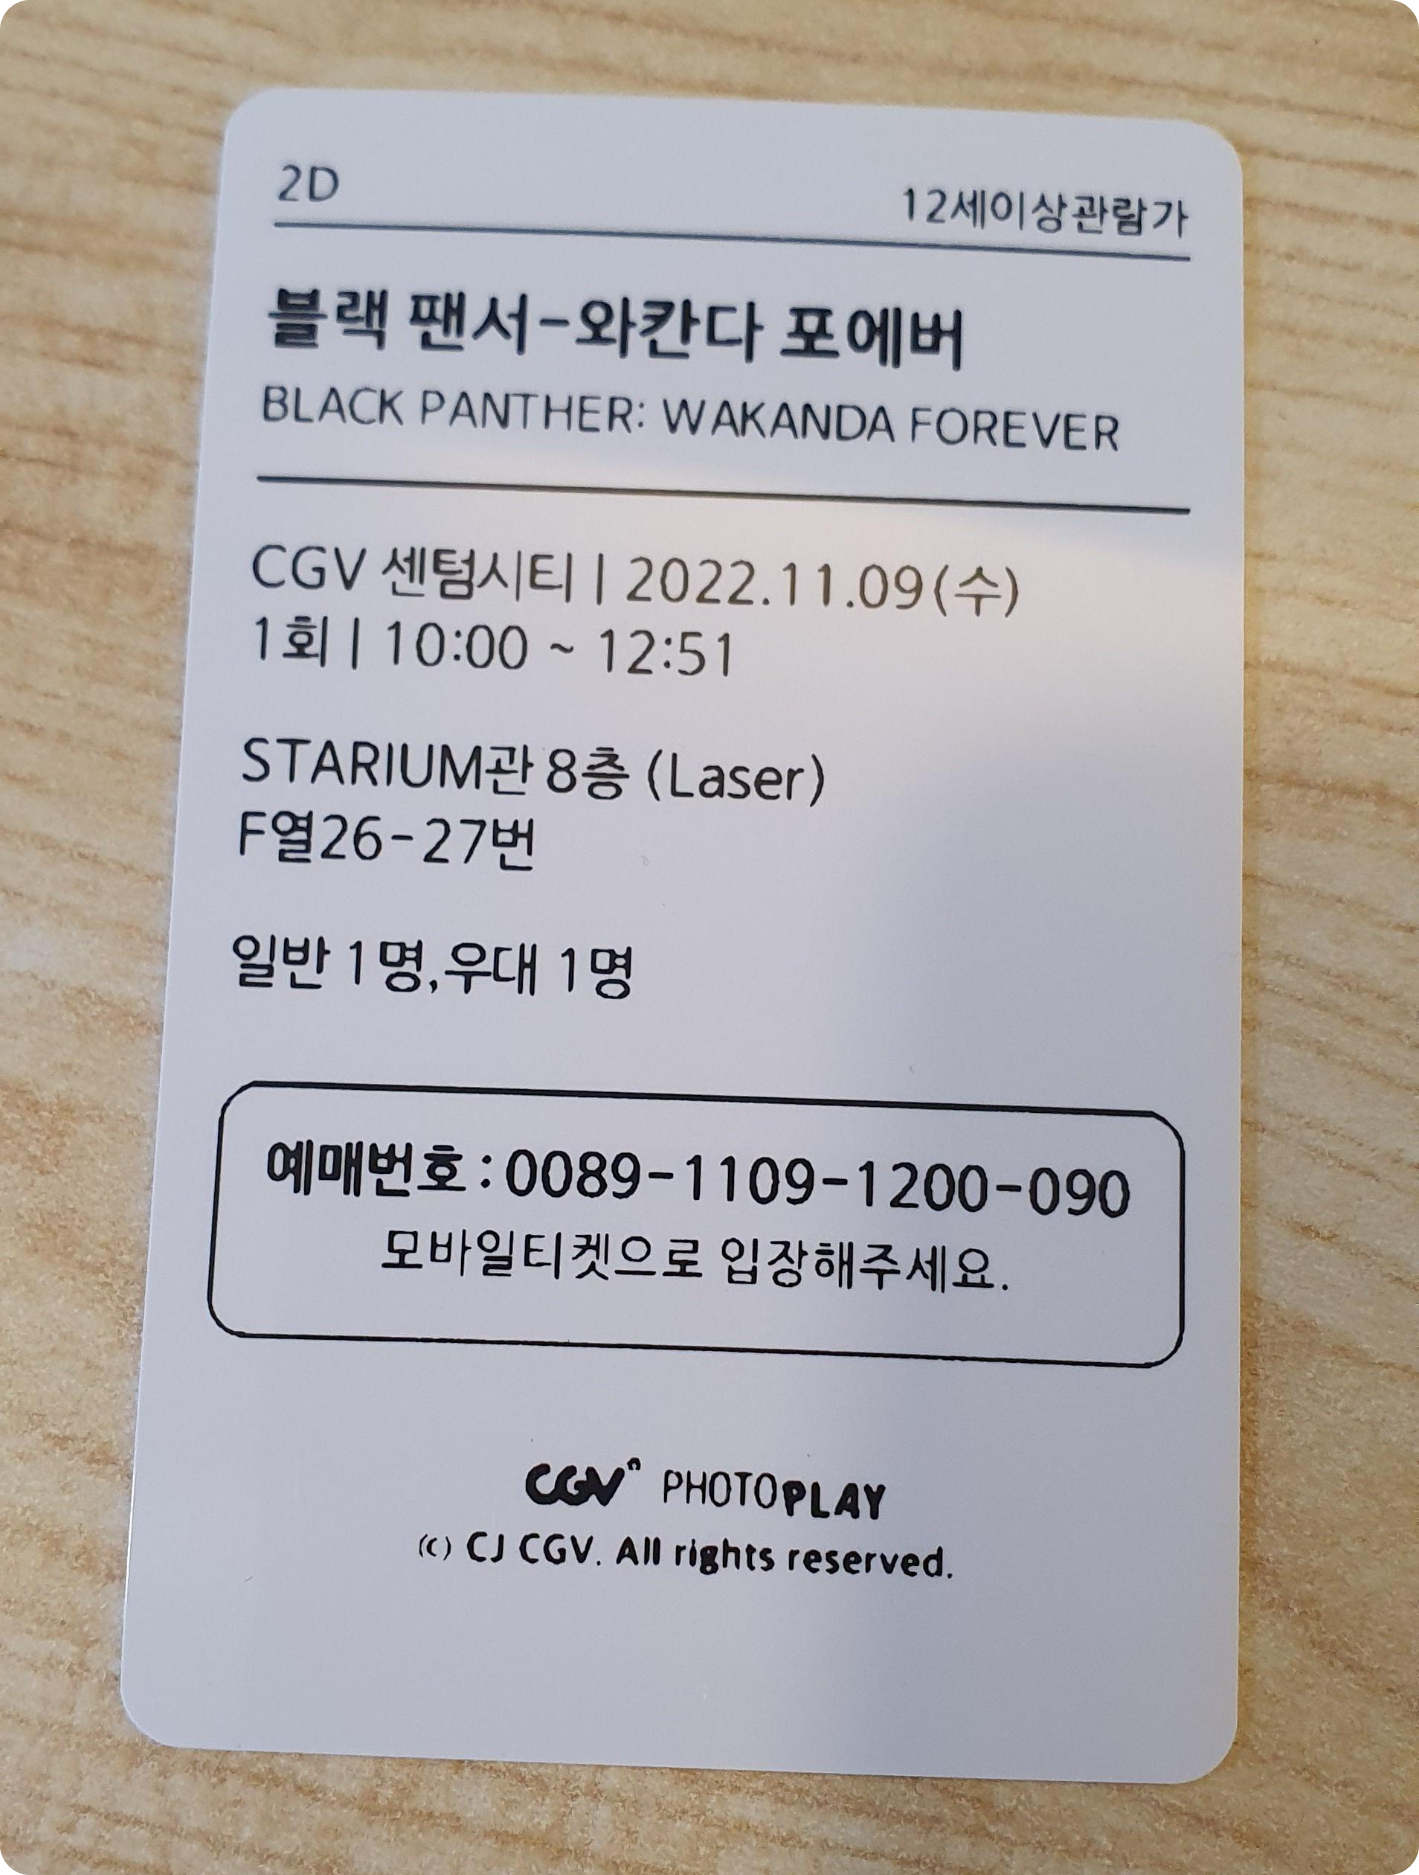 2D
12세이상관람가
블랙 팬서-와칸다 포에버
BLACK PANTHER: WAKANDA FOREVER
CGV 센텀시티 | 2022.11.09(수)
1회 | 10:00 ~ 12:51
STARIUM관 8층 (Laser)
F열26-27번
일반 1명,우대 1명
예매번호:0089-1109-1200-090
모바일티켓으로 입장해주세요.
CGV PHOTOPLAY
(c) CJ CGV. All rights reserved.